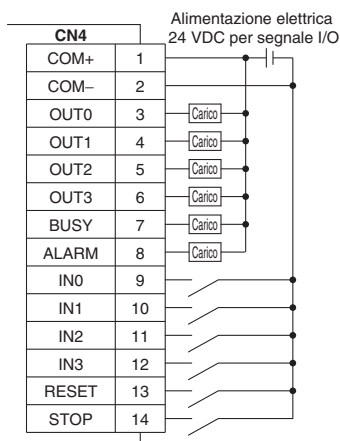 Alimentazione elettrica
24 VDC per segnale I/O
CN4
COM+ 1
COM− 2
OUT0 3 Carico
OUT1 4 Carico
OUT2 5 Carico
OUT3 6 Carico
BUSY 7 Carico
ALARM 8 Carico
IN0 9
IN1 10
IN2 11
IN3 12
RESET 13
STOP 14